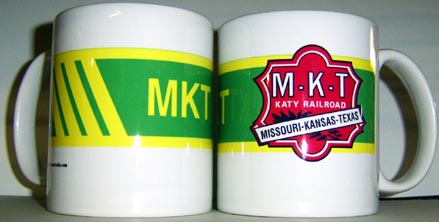 MKT
T
M-K-T
KATY RAILROAD
MISSOURI-KANSAS-TEXAS